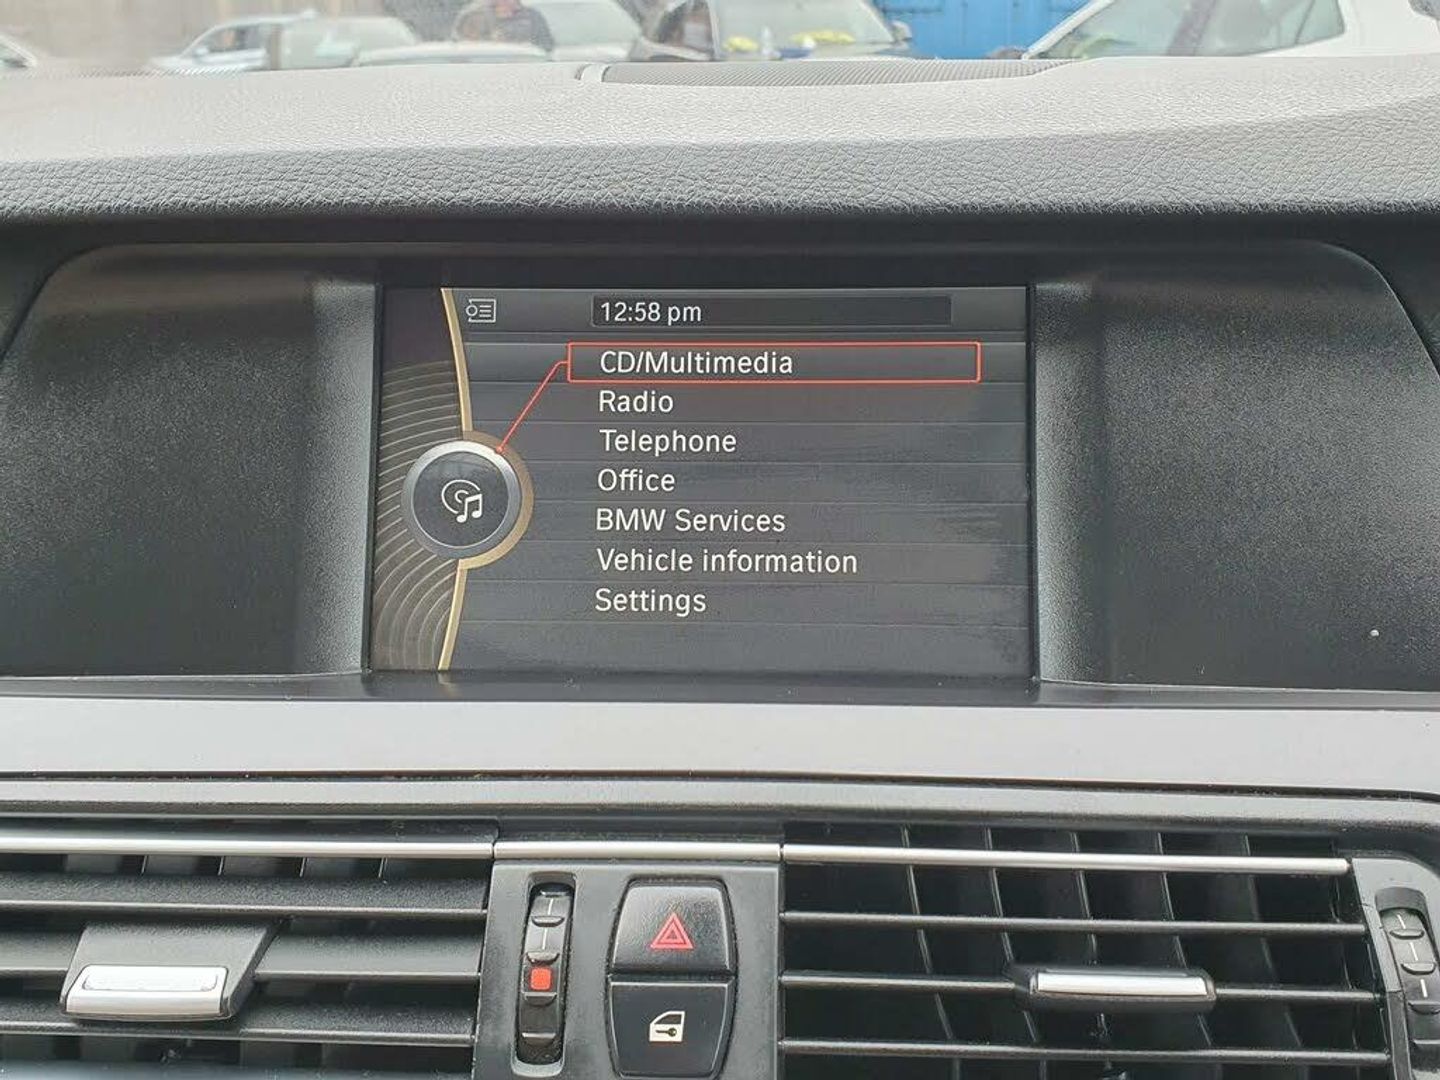 12:58 pm
CD/Multimedia
Radio
Telephone
Office
BMW Services
Vehicle information
Settings